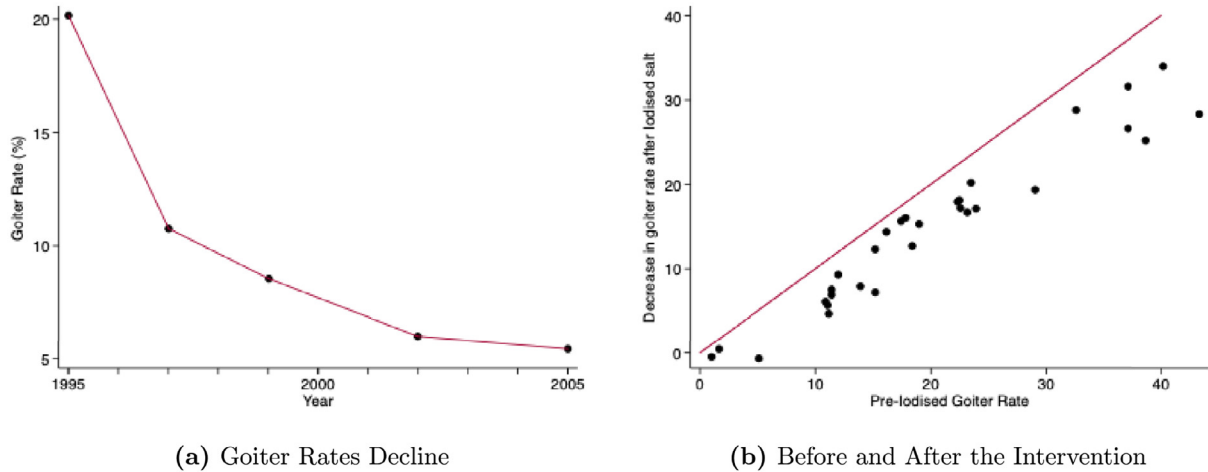 20
15
10
5
Goiter Rate (%)
1995
2000
2005
Year
(a) Goiter Rates Decline
40
30
20
10
0
Decrease in goiter rate after Iodised salt
0
10
20
30
40
Pre-Iodised Goiter Rate
(b) Before and After the Intervention